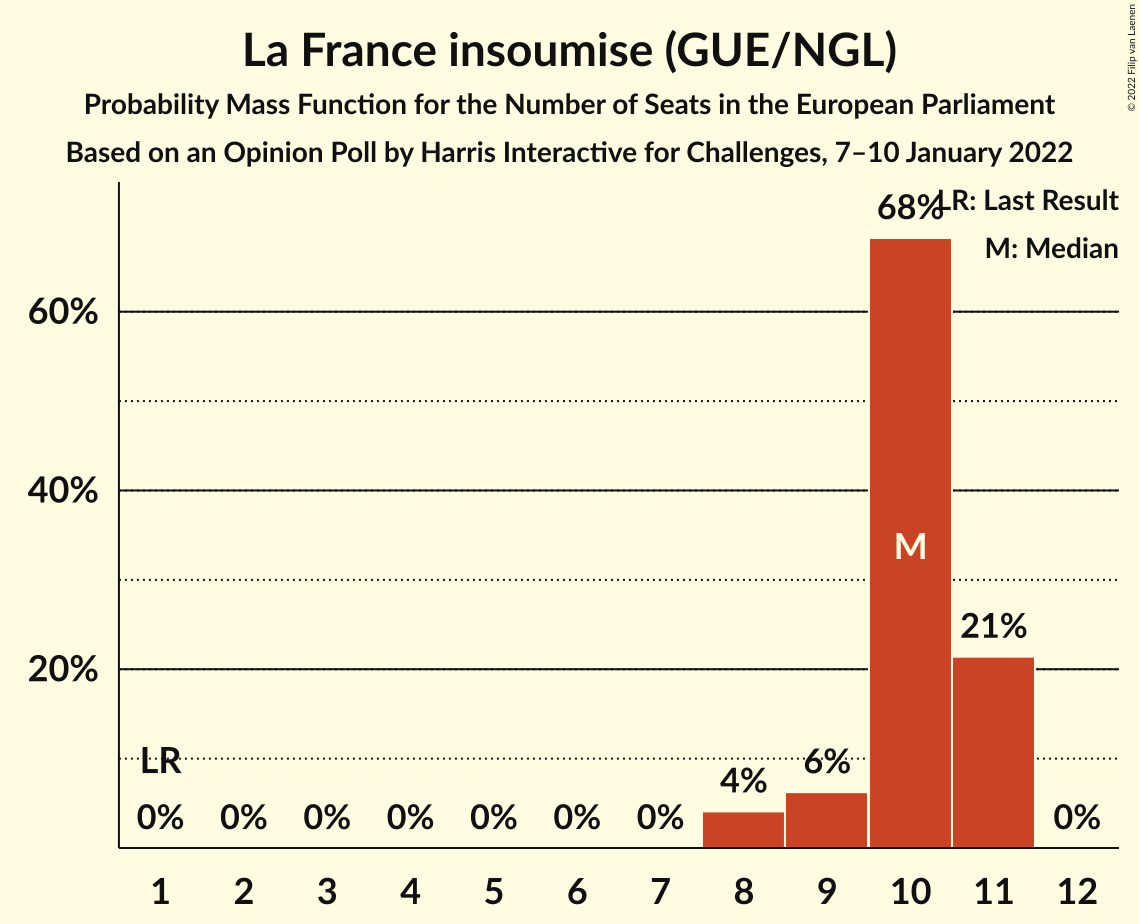 La France insoumise (GUE/NGL)
Probability Mass Function for the Number of Seats in the European Parliament
Based on an Opinion Poll by Harris Interactive for Challenges, 7–10 January 2022
© 2022 Filip van Laenen
LR: Last Result
M: Median
68%
60%
40%
M
21%
20%
LR
6%
4%
0% 0% 0% 0% 0% 0% 0% 0%
1 2 3 4 5 6 7 8 9 10 11 12